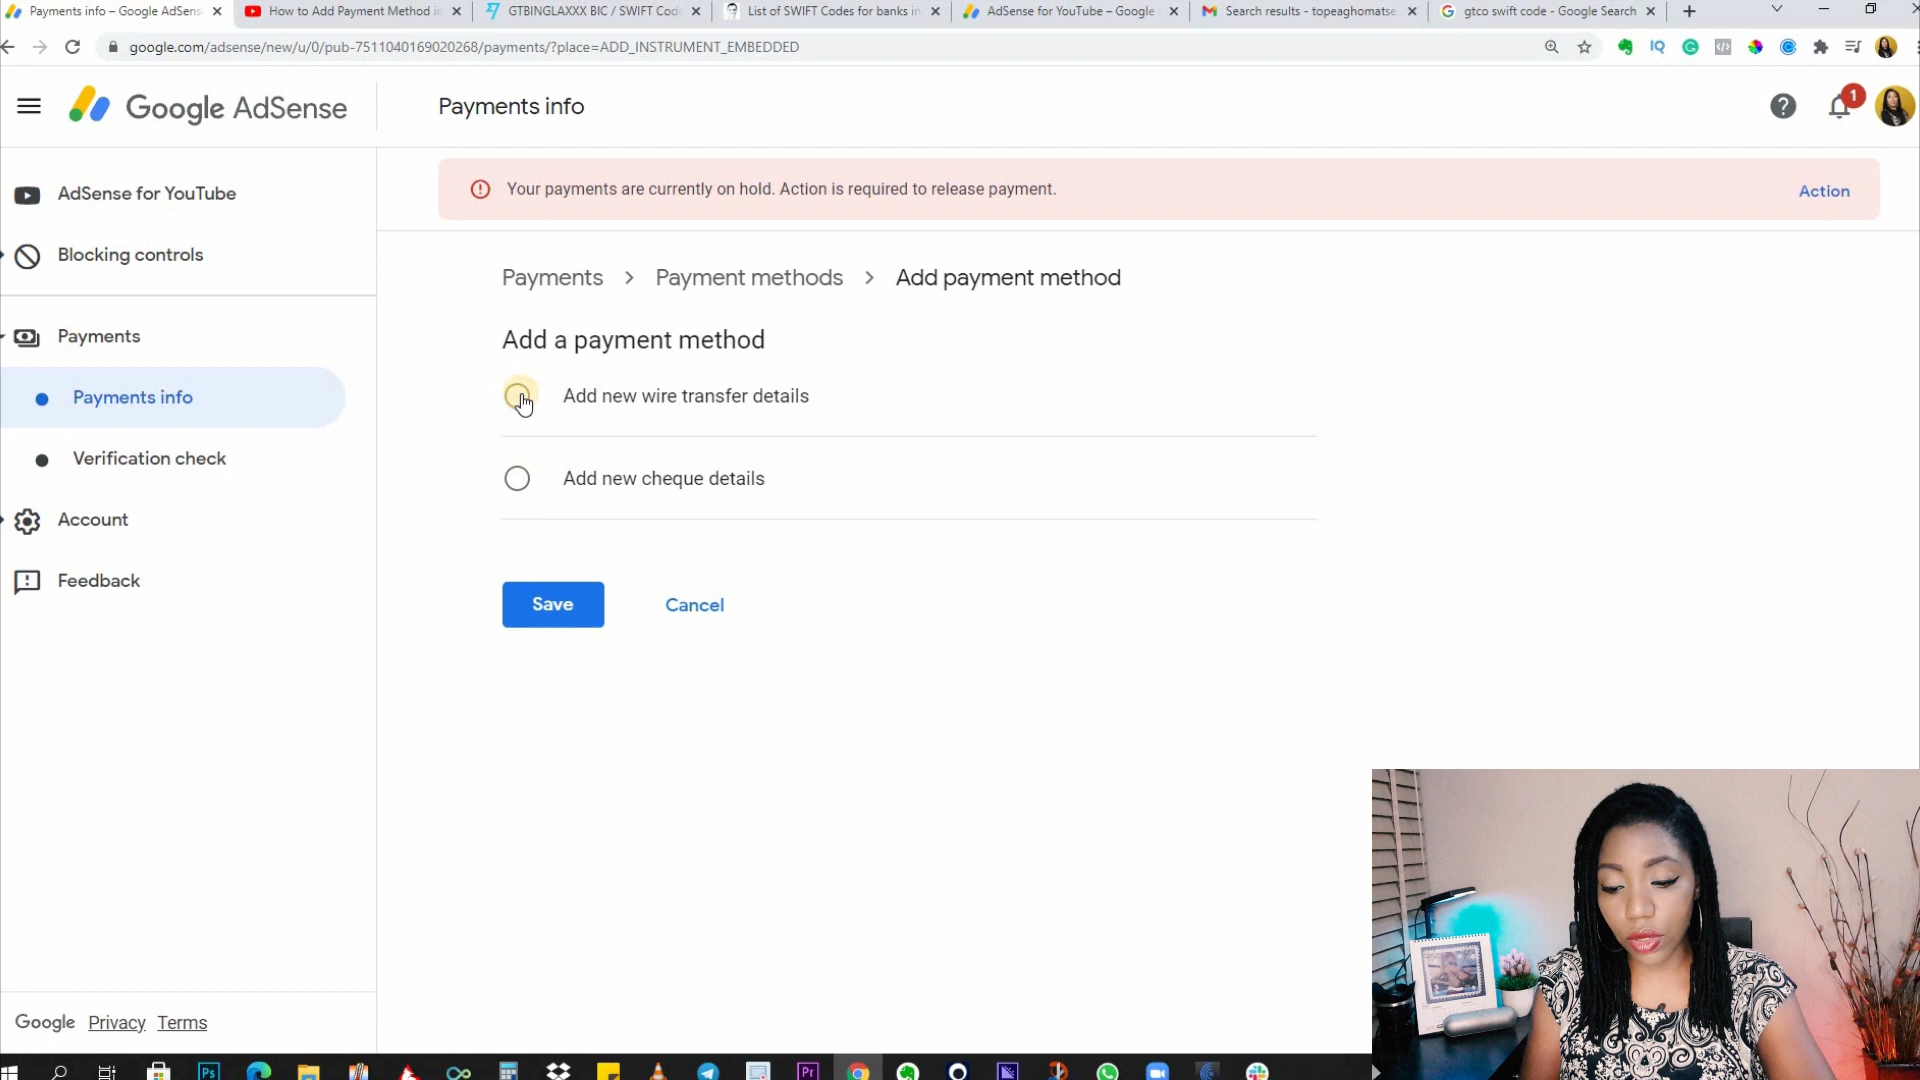 Payments info – Google AdSens
How to Add Payment Method i
GTBINGLAXXX BIC / SWIFT Cod
List of SWIFT Codes for banks in
AdSense for YouTube – Google
Search results - topeaghomatse
gtco swift code - Google Search
google.com/adsense/new/u/0/pub-7511040169020268/payments/?place=ADD_INSTRUMENT_EMBEDDED
IQ
Google AdSense
Payments info
1
Your payments are currently on hold. Action is required to release payment.
Action
AdSense for YouTube
Blocking controls
Payments
Payments info
Verification check
Account
Feedback
Payments > Payment methods > Add payment method
Add a payment method
Add new wire transfer details
Add new cheque details
Save
Cancel
Google Privacy Terms
Ps
Pr